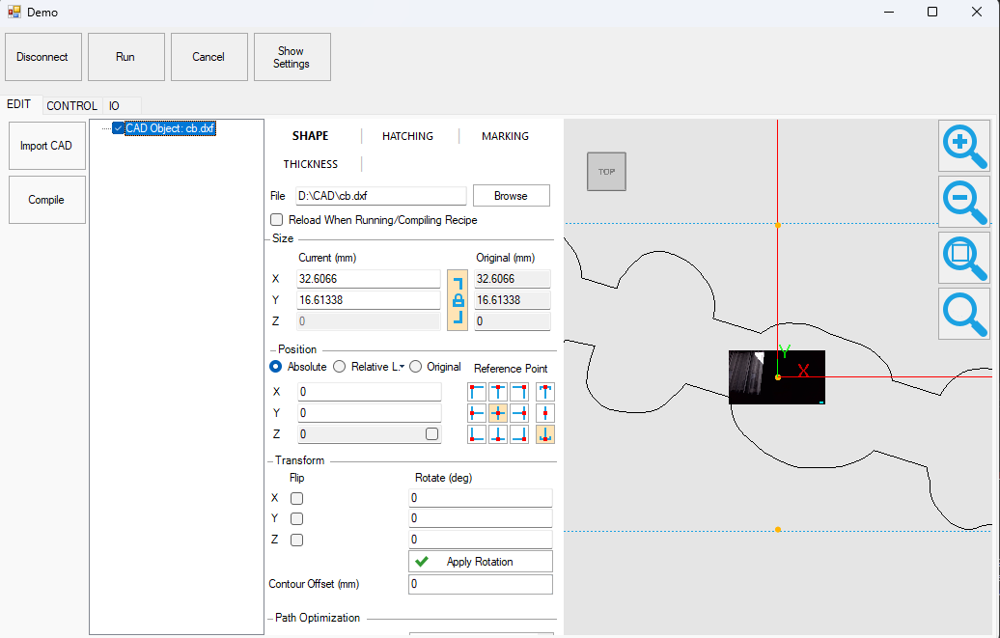 Demo
Disconnect
Run
Cancel
Show
Settings
EDIT
CONTROL
IO
Import CAD
Compile
CAD Object: cb.dxf
SHAPE
HATCHING
MARKING
THICKNESS
File
D:\CAD\cb.dxf
Browse
Reload When Running/Compiling Recipe
Size
Current (mm)
Original (mm)
X
32.6066
32.6066
Y
16.61338
16.61338
Z
0
0
Position
Absolute
Relative L.
Original
Reference Point
X
0
Y
0
Z
0
Transform
Flip
Rotate (deg)
X
0
Y
0
Z
0
Apply Rotation
Contour Offset (mm)
0
Path Optimization
TOP
Y
X